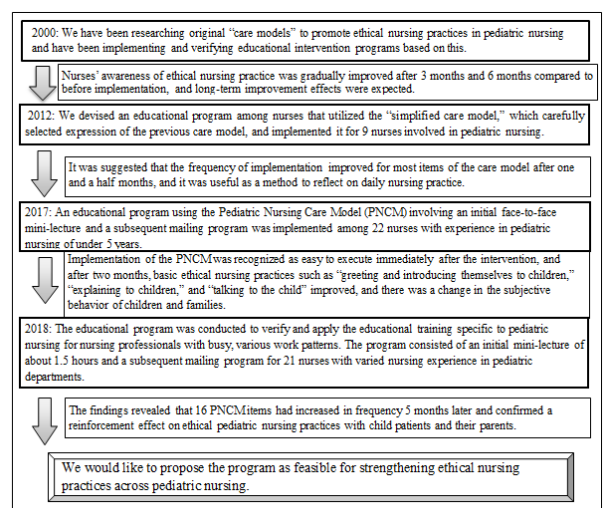 2000: We have been researching original “care models” to promote ethical nursing practices in pediatric nursing
and have been implementing and verifying educational intervention programs based on this.
Nurses’ awareness of ethical nursing practice was gradually improved after 3 months and 6 months compared to
before implementation, and long-term improvement effects were expected.
2012: We devised an educational program among nurses that utilized the “simplified care model,” which carefully
selected expression of the previous care model, and implemented it for 9 nurses involved in pediatric nursing.
It was suggested that the frequency of implementation improved for most items of the care model after one
and a half months, and it was useful as a method to reflect on daily nursing practice.
2017: An educational program using the Pediatric Nursing Care Model (PNCM) involving an initial face-to-face
mini-lecture and a subsequent mailing program was implemented among 22 nurses with experience in pediatric
nursing of under 5 years.
Implementation of the PNCM was recognized as easy to execute immediately after the intervention, and
after two months, basic ethical nursing practices such as “greeting and introducing themselves to children,”
“explaining to children,” and “talking to the child” improved, and there was a change in the subjective
behavior of children and families.
2018: The educational program was conducted to verify and apply the educational training specific to pediatric
nursing for nursing professionals with busy, various work patterns. The program consisted of an initial mini-lecture of
about 1.5 hours and a subsequent mailing program for 21 nurses with varied nursing experience in pediatric
departments.
The findings revealed that 16 PNCM items had increased in frequency 5 months later and confirmed a
reinforcement effect on ethical pediatric nursing practices with child patients and their parents.
We would like to propose the program as feasible for strengthening ethical nursing
practices across pediatric nursing.